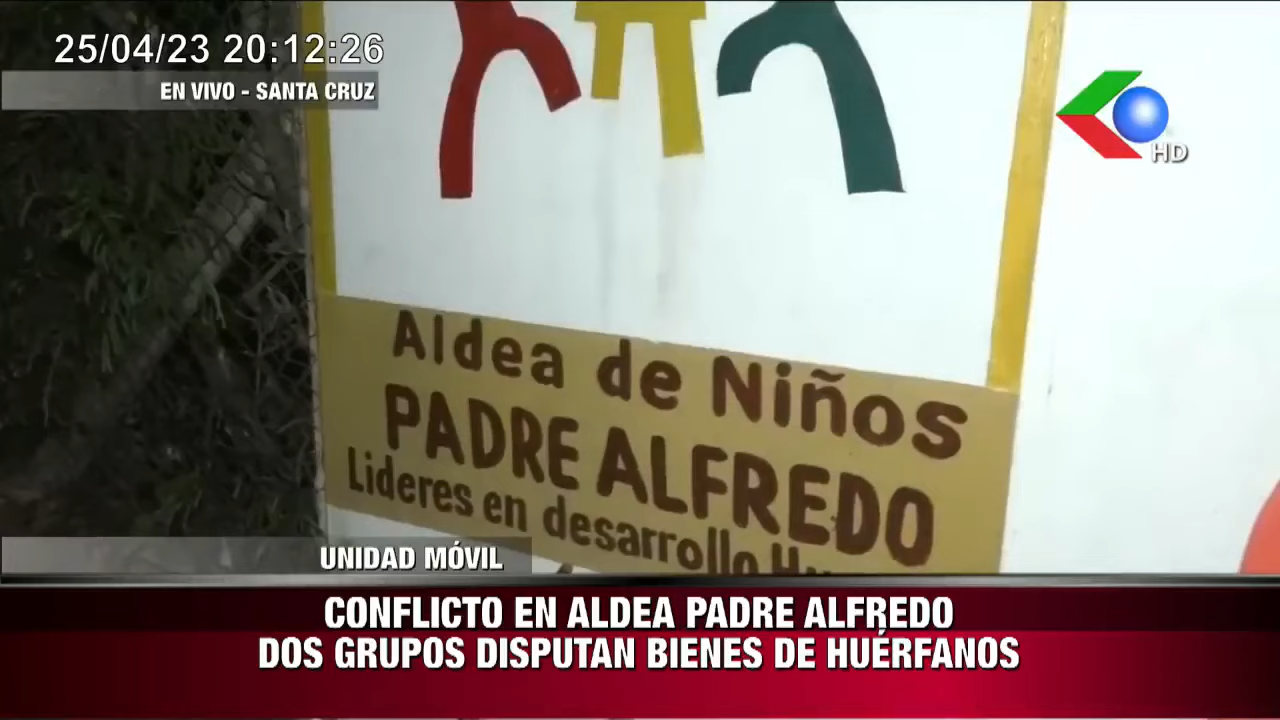 25/04/23 20:12:26
EN VIVO - SANTA CRUZ
HD
Aldea de Niños
PADRE ALFREDO
Lideres en desarrollo
UNIDAD MÓVIL
CONFLICTO EN ALDEA PADRE ALFREDO
DOS GRUPOS DISPUTAN BIENES DE HUÉRFANOS